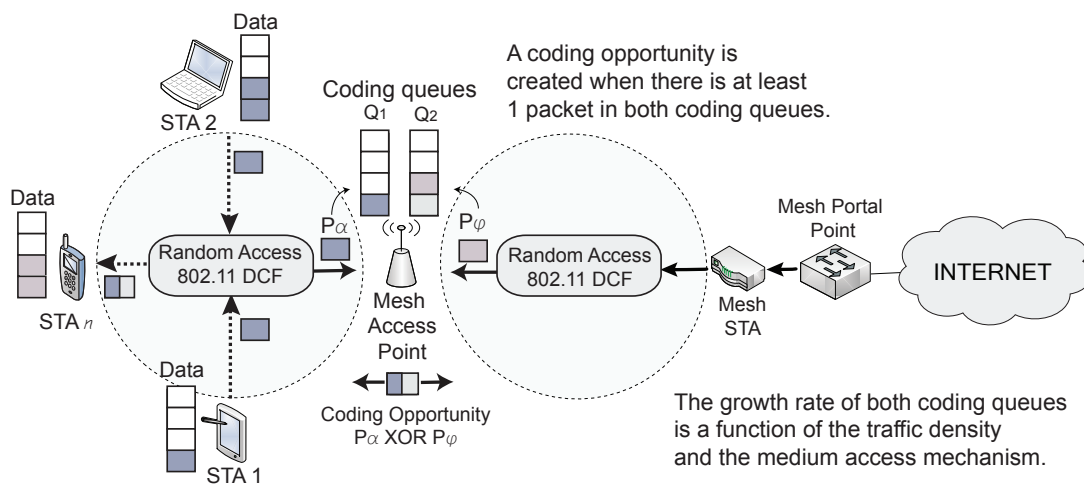 Data
STA 2
Coding queues
Q1
Q2
A coding opportunity is
created when there is at least
1 packet in both coding queues.
Data
STA n
Random Access
802.11 DCF
Pα
Pφ
Mesh
Access
Point
Random Access
802.11 DCF
Mesh
STA
Mesh Portal
Point
INTERNET
Data
STA 1
Coding Opportunity
Pα XOR Pφ
The growth rate of both coding queues
is a function of the traffic density
and the medium access mechanism.